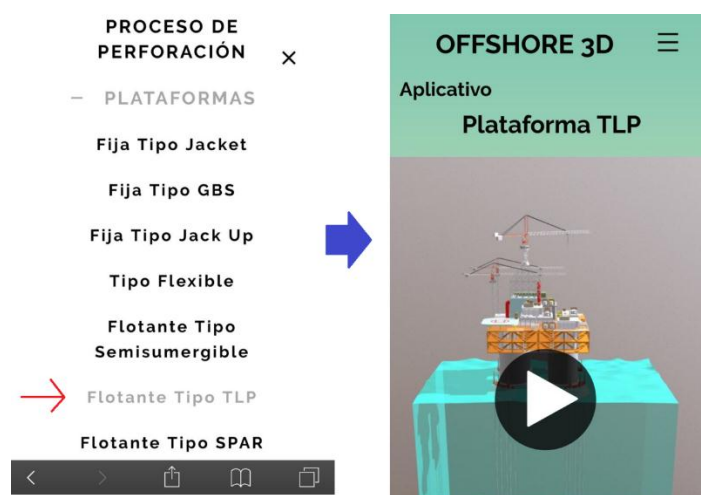 PROCESO DE
PERFORACIÓN
PLATAFORMAS
Fija Tipo Jacket
Fija Tipo GBS
Fija Tipo Jack Up
Tipo Flexible
Flotante Tipo
Semisumergible
Flotante Tipo TLP
Flotante Tipo SPAR
OFFSHORE 3D
Aplicativo
Plataforma TLP